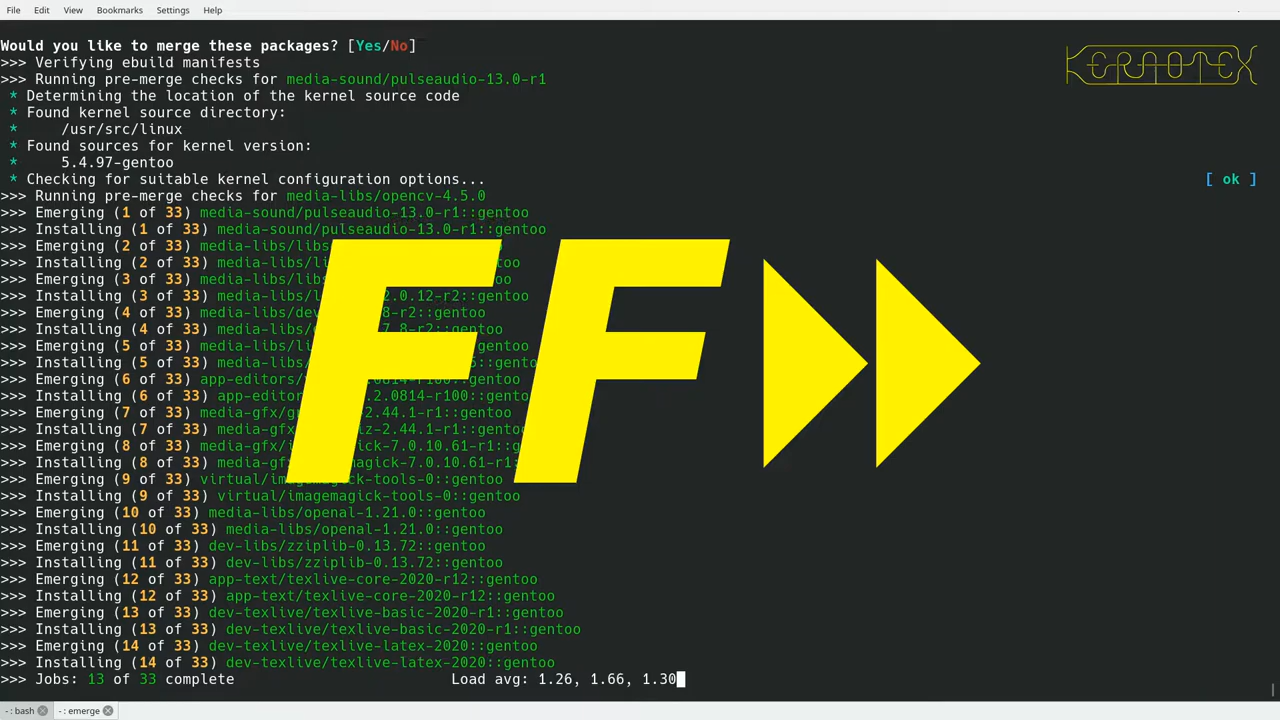 File Edit View Bookmarks Settings Help
KERAOTEX
Would you like to merge these packages? [Yes/No]
>>> Verifying ebuild manifests
>>> Running pre-merge checks for media-sound/pulseaudio-13.0-r1
* Determining the location of the kernel source code
* Found kernel source directory:
* /usr/src/linux
* Found sources for kernel version:
* 5.4.97-gentoo
* Checking for suitable kernel configuration options... [ ok ]
>>> Running pre-merge checks for media-libs/opencv-4.5.0
>>> Emerging (1 of 33) media-sound/pulseaudio-13.0-r1::gentoo
>>> Installing (1 of 33) media-sound/pulseaudio-13.0-r1::gentoo
>>> Emerging (2 of 33) media-libs/libs
>>> Installing (2 of 33) media-libs/li oo
>>> Emerging (3 of 33) media-libs/libs oo
>>> Installing (3 of 33) media-libs/l 2.0.12-r2::gentoo
>>> Emerging (4 of 33) media-libs/dev 8-r2::gentoo
>>> Installing (4 of 33) media-libs/ 7.8-r2::gentoo
>>> Emerging (5 of 33) media-libs/l ::gentoo
>>> Installing (5 of 33) media-libs/ ::gentoo
>>> Emerging (6 of 33) app-editors/ .0814-r100::gentoo
>>> Installing (6 of 33) app-editor .2.0814-r100::gentoo
>>> Emerging (7 of 33) media-gfx/g 2.44.1-r1::gentoo
>>> Installing (7 of 33) media-gfx/ iz-2.44.1-r1::gentoo
>>> Emerging (8 of 33) media-gfx/i ick-7.0.10.61-r1::gentoo
>>> Installing (8 of 33) media-gf gick-7.0.10.61-r1:
>>> Emerging (9 of 33) virtual/imagemagick-tools-0::gentoo
>>> Installing (9 of 33) virtual/imagemagick-tools-0::gentoo
>>> Emerging (10 of 33) media-libs/openal-1.21.0::gentoo
>>> Installing (10 of 33) media-libs/openal-1.21.0::gentoo
>>> Emerging (11 of 33) dev-libs/zziplib-0.13.72::gentoo
>>> Installing (11 of 33) dev-libs/zziplib-0.13.72::gentoo
>>> Emerging (12 of 33) app-text/texlive-core-2020-r12::gentoo
>>> Installing (12 of 33) app-text/texlive-core-2020-r12::gentoo
>>> Emerging (13 of 33) dev-texlive/texlive-basic-2020-r1::gentoo
>>> Installing (13 of 33) dev-texlive/texlive-basic-2020-r1::gentoo
>>> Emerging (14 of 33) dev-texlive/texlive-latex-2020::gentoo
>>> Installing (14 of 33) dev-texlive/texlive-latex-2020::gentoo
>>> Jobs: 13 of 33 complete Load avg: 1.26, 1.66, 1.30
FF
- : bash - : emerge